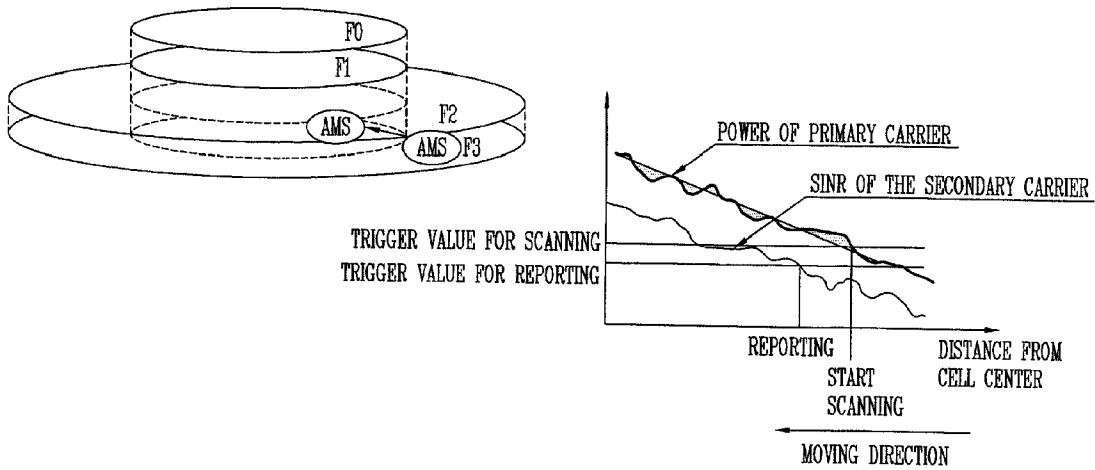 F0
F1
F2
AMS
AMS
F3
POWER OF PRIMARY CARRIER
SINR OF THE SECONDARY CARRIER
TRIGGER VALUE FOR SCANNING
TRIGGER VALUE FOR REPORTING
REPORTING
START
SCANNING
DISTANCE FROM
CELL CENTER
MOVING DIRECTION